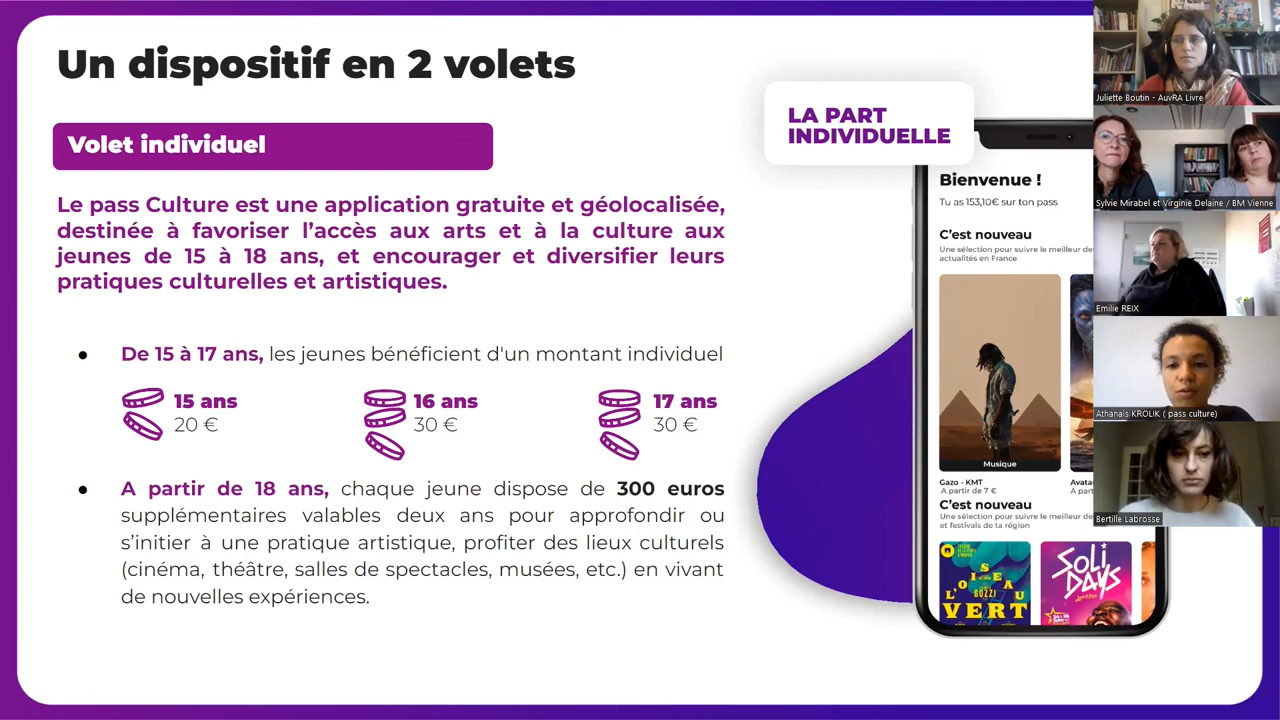 Un dispositif en 2 volets
Volet individuel
Le pass Culture est une application gratuite et géolocalisée,
destinée à favoriser l'accès aux arts et à la culture aux
jeunes de 15 à 18 ans, et encourager et diversifier leurs
pratiques culturelles et artistiques.
● De 15 à 17 ans, les jeunes bénéficient d'un montant individuel
15 ans
20 €
16 ans
30 €
17 ans
30 €
● A partir de 18 ans, chaque jeune dispose de 300 euros
supplémentaires valables deux ans pour approfondir ou
s'initier à une pratique artistique, profiter des lieux culturels
(cinéma, théâtre, salles de spectacles, musées, etc.) en vivant
de nouvelles expériences.
LA PART
INDIVIDUELLE
Bienvenue !
Tu as 153,10€ sur ton pass
C'est nouveau
Une sélection pour suivre le meilleur de
actualités en France
Musique
Gazo - KMT
A partir de 7 €
Avata
A part
C'est nouveau
Une sélection pour suivre le meilleur de
et festivals de ta région
L'OISEAU
GOZZI
VERT
SOLI
DAYS
Juliette Boutin - AuvRA Livre
Sylvie Mirabel et Virginie Delaine / BM Vienne
Emilie REIX
Athanaïs KROLIK ( pass culture)
Bertille Labrosse